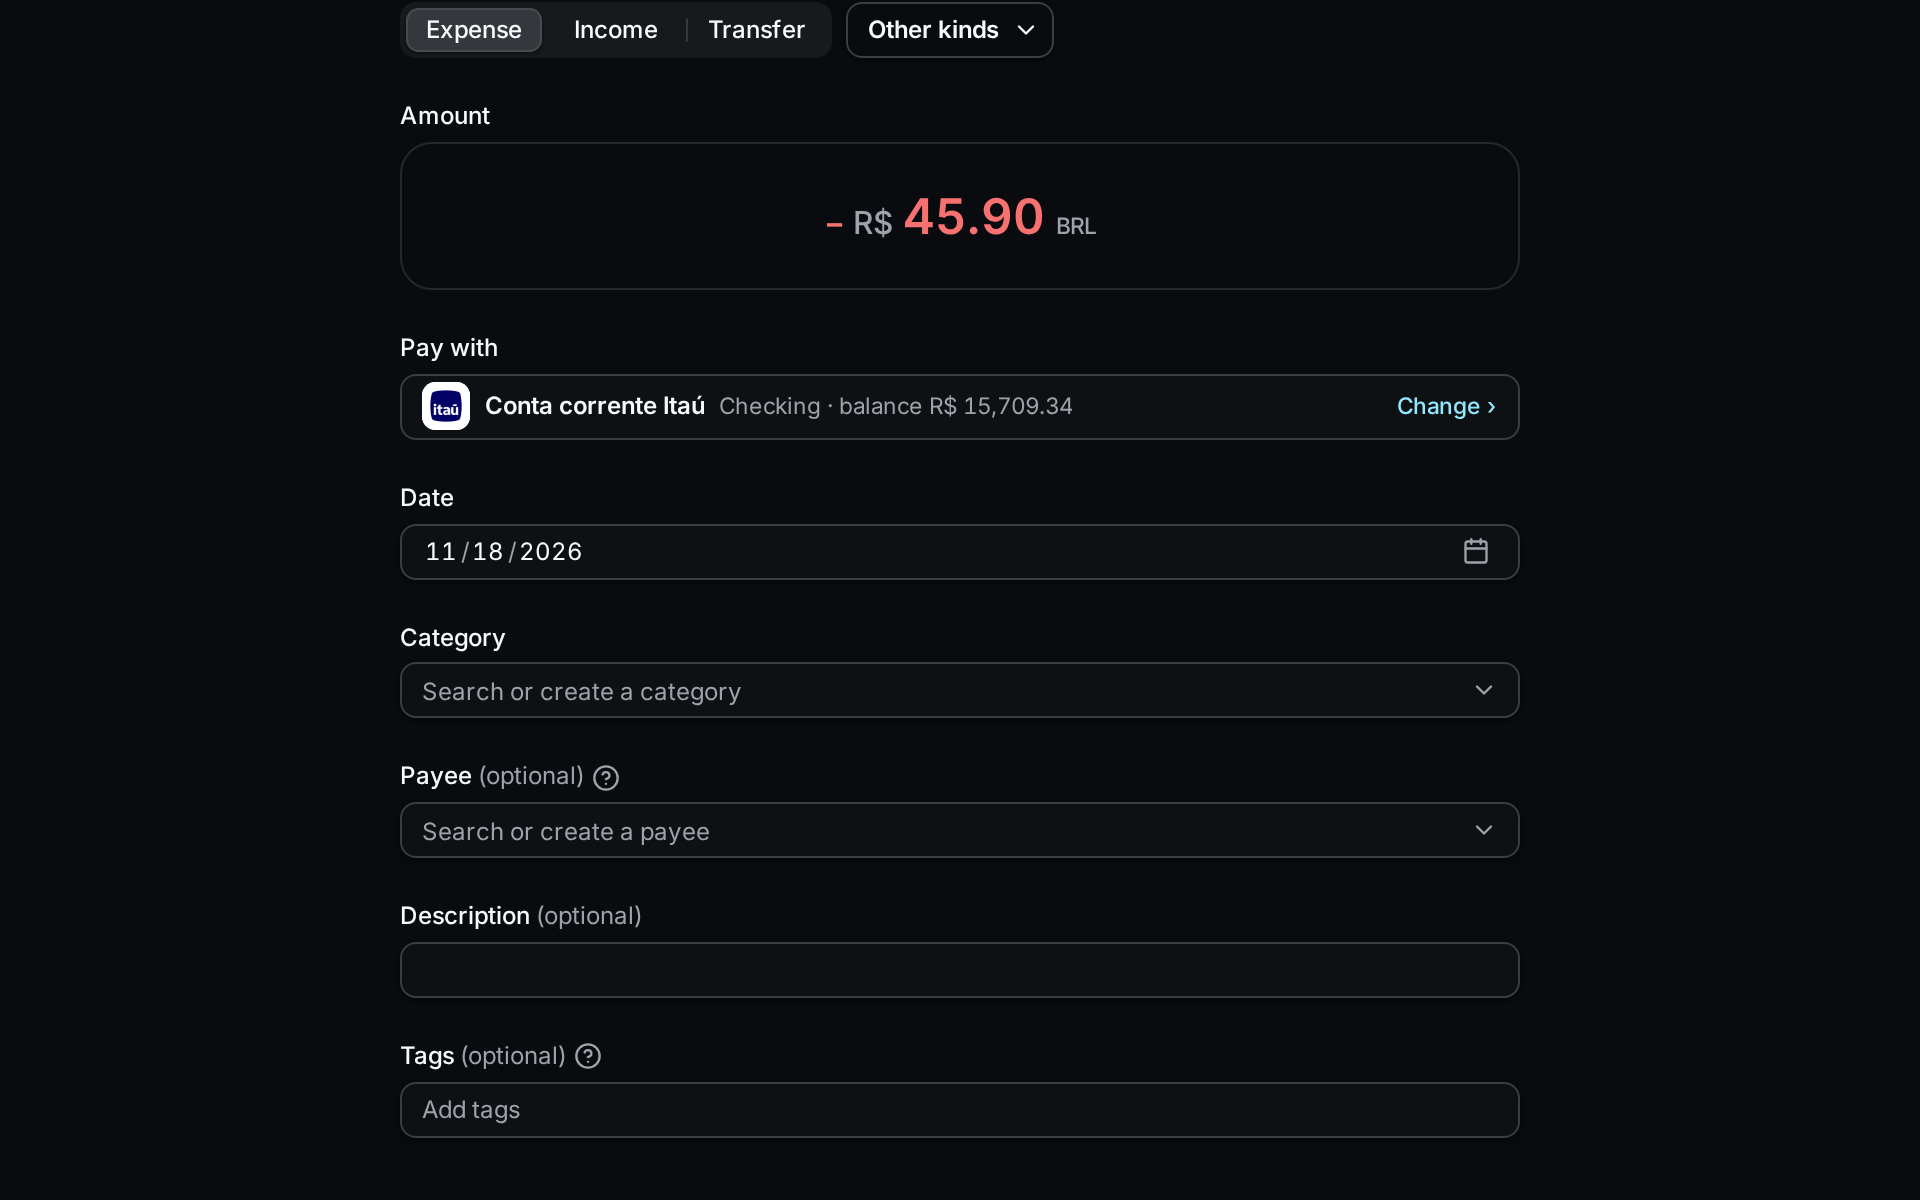 Expense Income Transfer Other kinds
Amount
− R$ 45.90 BRL
Pay with
itaú Conta corrente Itaú Checking · balance R$ 15,709.34 Change ›
Date
11/18/2026
Category
Search or create a category
Payee (optional) ?
Search or create a payee
Description (optional)
Tags (optional) ?
Add tags